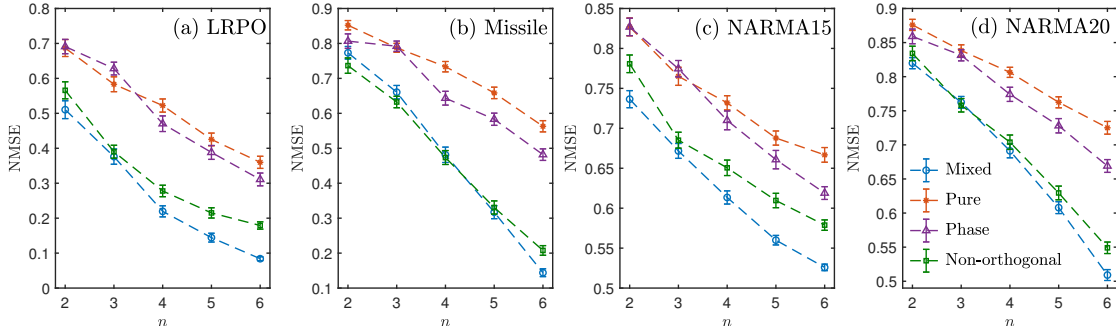 (a) LRPO
0.8
0.7
0.6
0.5
0.4
0.3
0.2
0.1
0
NMSE
2 3 4 5 6
n
(b) Missile
0.9
0.8
0.7
0.6
0.5
0.4
0.3
0.2
0.1
NMSE
2 3 4 5 6
n
(c) NARMA15
0.85
0.8
0.75
0.7
0.65
0.6
0.55
0.5
NMSE
2 3 4 5 6
n
(d) NARMA20
0.9
0.85
0.8
0.75
0.7
0.65
0.6
0.55
0.5
NMSE
Mixed
Pure
Phase
Non-orthogonal
2 3 4 5 6
n